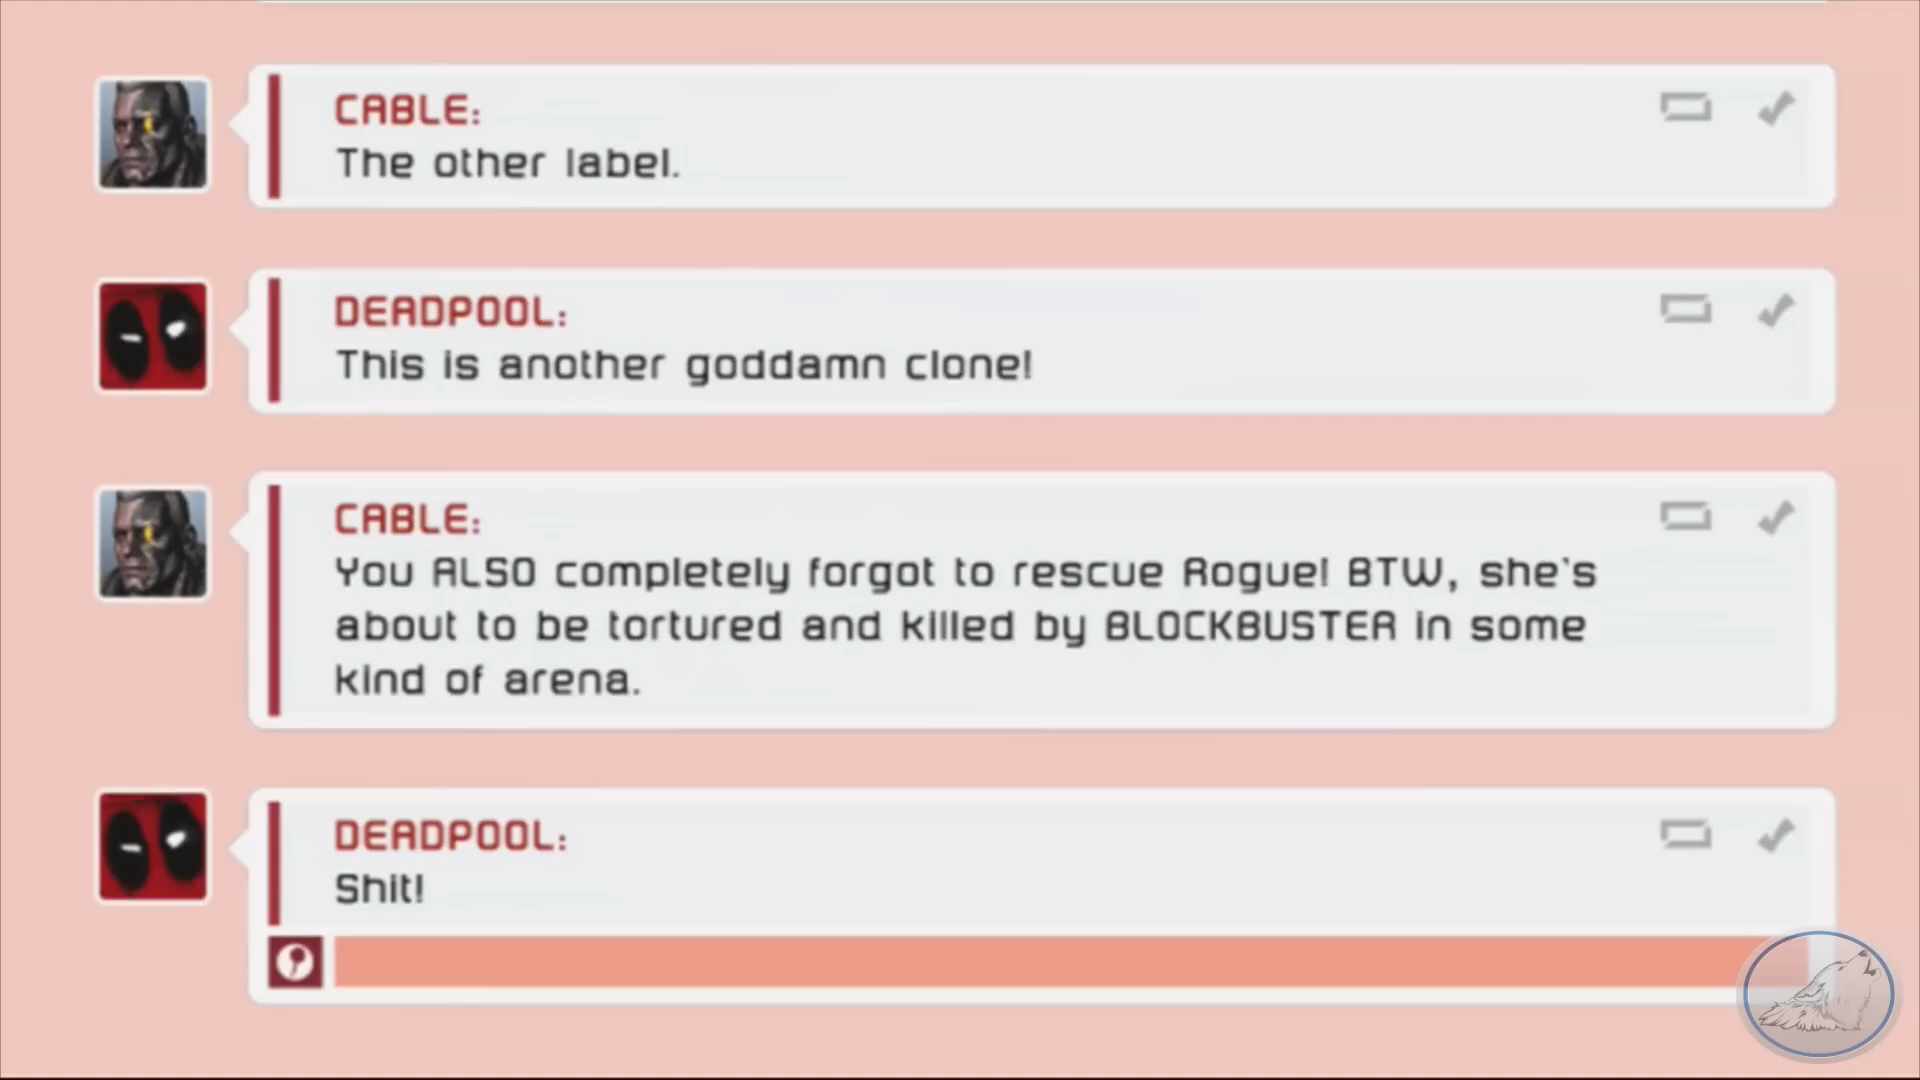 CABLE:
The other label.
DEADPOOL:
This is another goddamn clone!
CABLE:
You ALSO completely forgot to rescue Rogue! BTW, she's
about to be tortured and killed by BLOCKBUSTER in some
kind of arena.
DEADPOOL:
Shit!